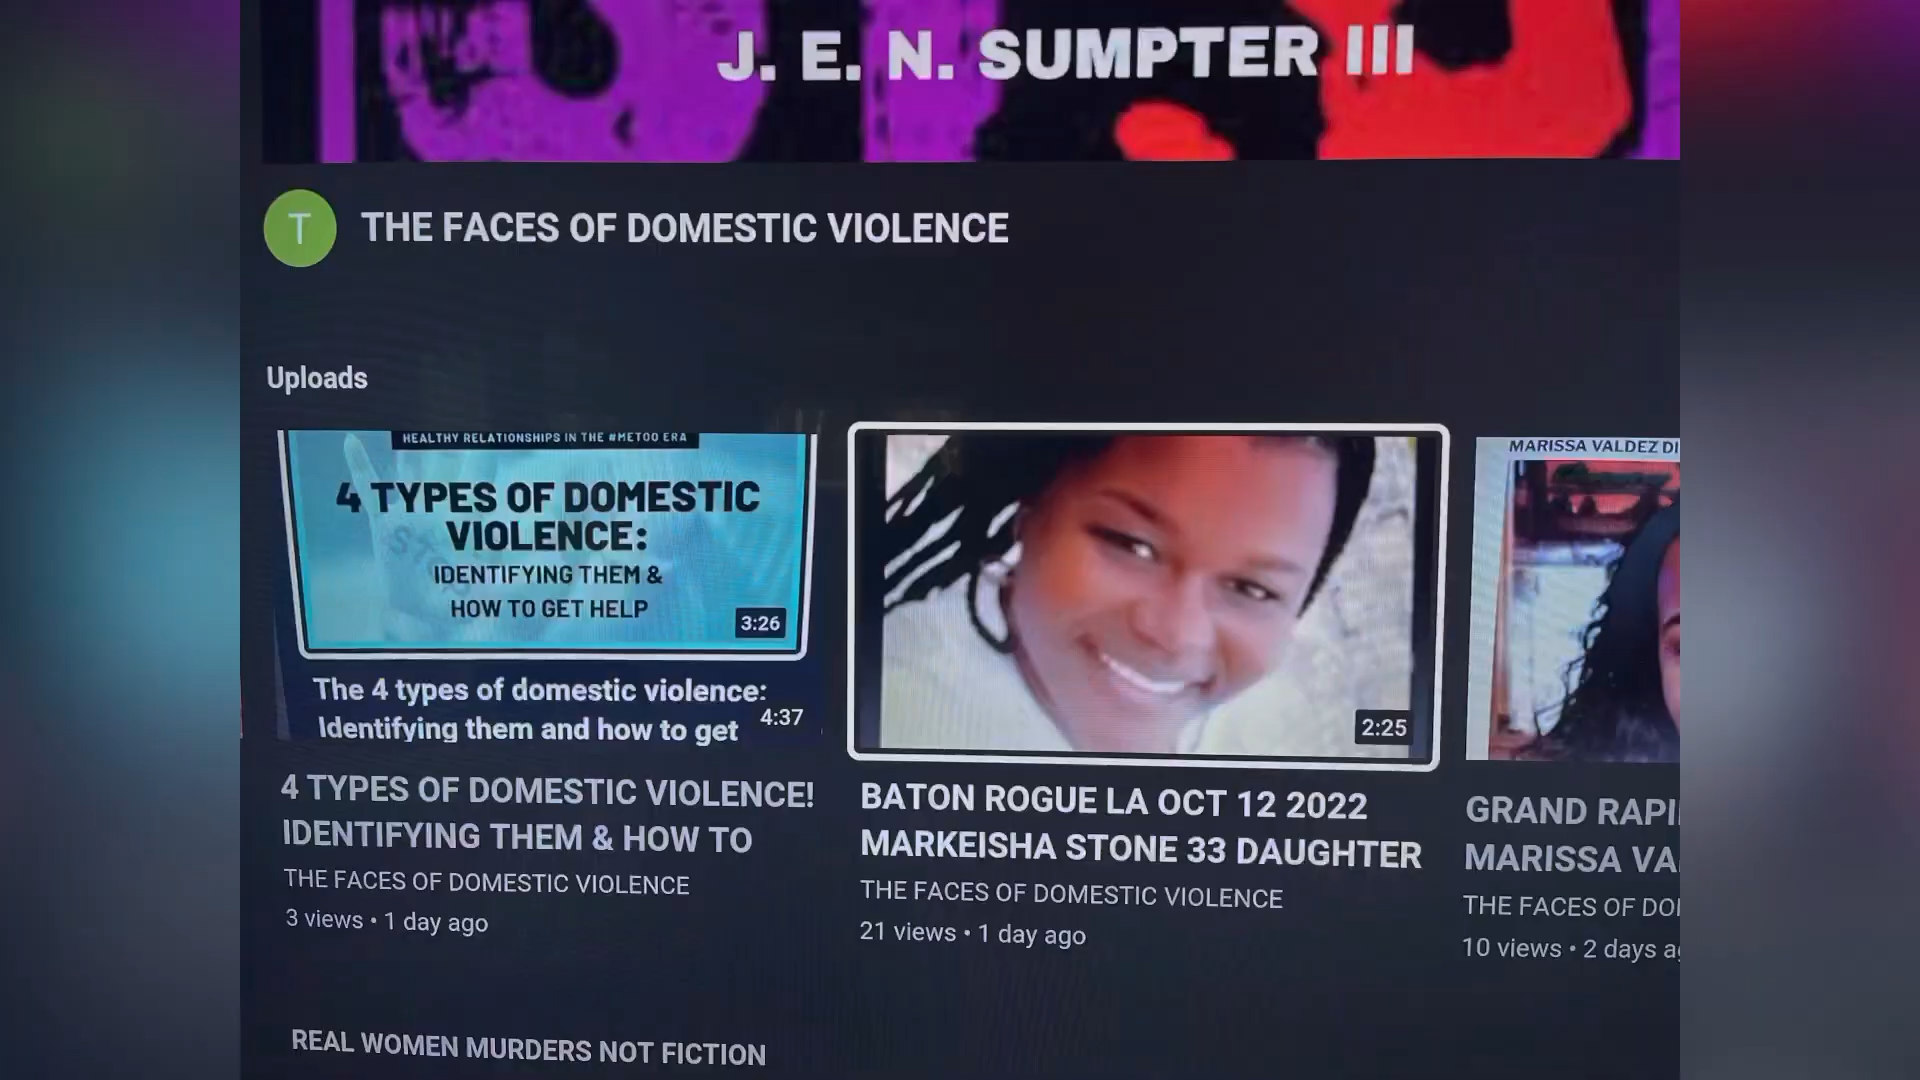 J. E. N. SUMPTER III
T
THE FACES OF DOMESTIC VIOLENCE
Uploads
HEALTHY RELATIONSHIPS IN THE #METOO ERA
4 TYPES OF DOMESTIC
VIOLENCE:
IDENTIFYING THEM &
HOW TO GET HELP
3:26
The 4 types of domestic violence:
Identifying them and how to get
4:37
4 TYPES OF DOMESTIC VIOLENCE!
IDENTIFYING THEM & HOW TO
THE FACES OF DOMESTIC VIOLENCE
3 views • 1 day ago
2:25
BATON ROGUE LA OCT 12 2022
MARKEISHA STONE 33 DAUGHTER
THE FACES OF DOMESTIC VIOLENCE
21 views • 1 day ago
MARISSA VALDEZ DI
GRAND RAPI
MARISSA VA
THE FACES OF DO
10 views • 2 days a
REAL WOMEN MURDERS NOT FICTION